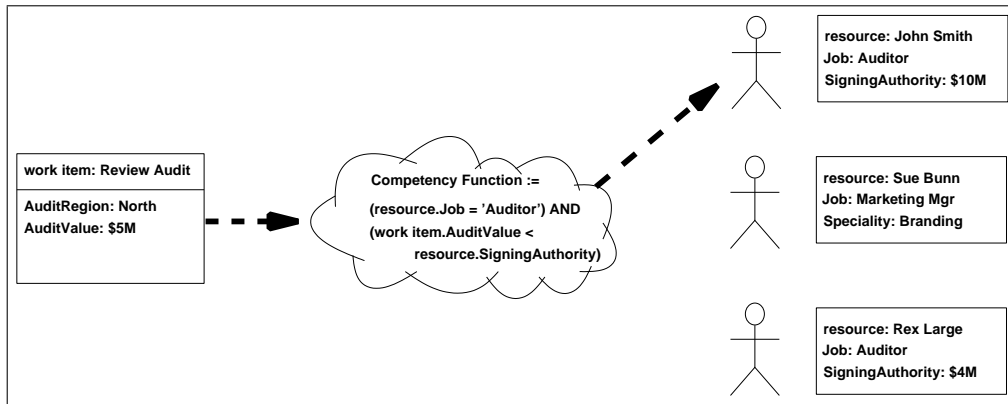 work item: Review Audit
AuditRegion: North
AuditValue: $5M
Competency Function :=
(resource.Job = 'Auditor') AND
(work item.AuditValue <
resource.SigningAuthority)
resource: John Smith
Job: Auditor
SigningAuthority: $10M
resource: Sue Bunn
Job: Marketing Mgr
Speciality: Branding
resource: Rex Large
Job: Auditor
SigningAuthority: $4M